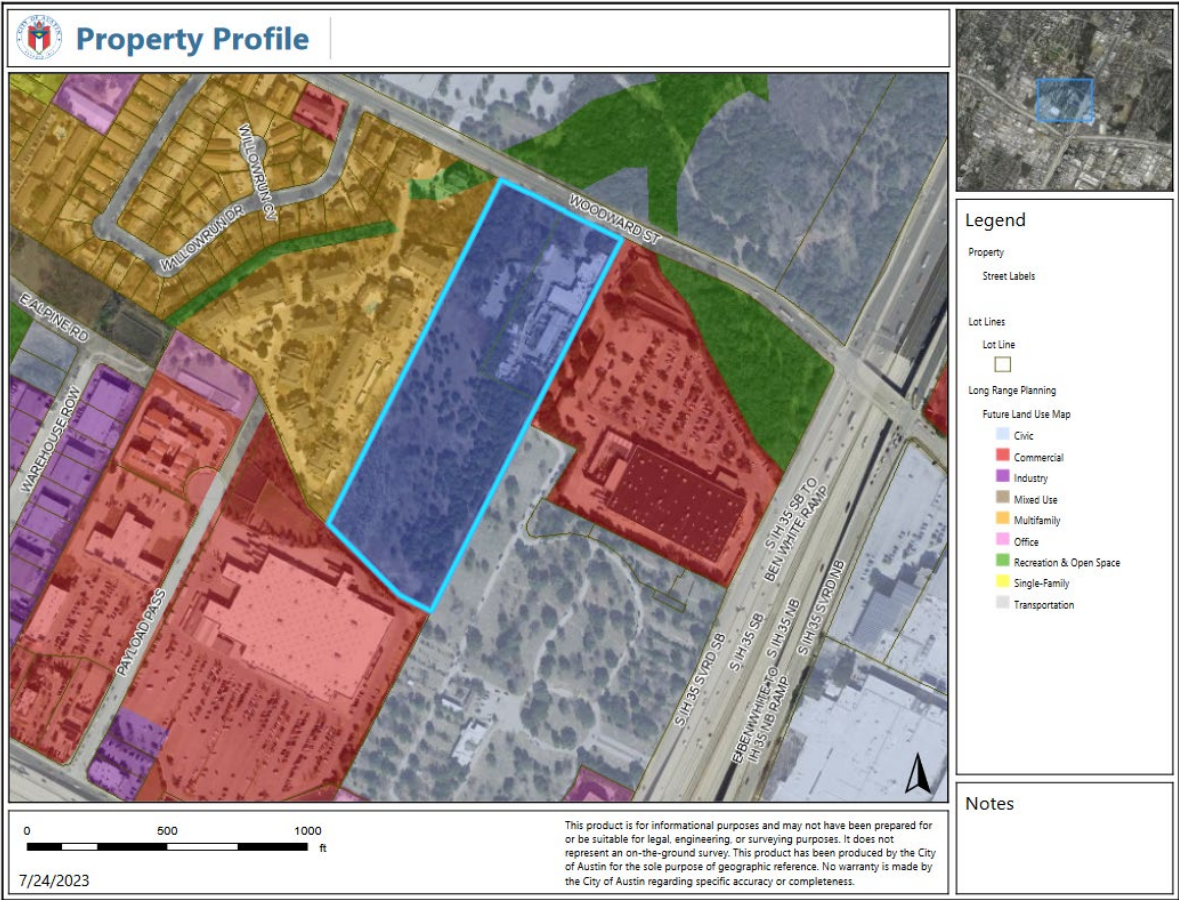 Property Profile
WILLOWRUN CV
WILLOWRUN DR
WOODWARD ST
E ALPINE RD
WAREHOUSE ROW
PAYLOAD PASS
S IH 35 SB TO
BEN WHITE RAMP
S IH 35 SVRD SB
S IH 35 SB
S IH 35 NB
S IH 35 SVRD NB
E BEN WHITE TO
IH 35 NB RAMP
Legend
Property
Street Labels
Lot Lines
Lot Line
Long Range Planning
Future Land Use Map
Civic
Commercial
Industry
Mixed Use
Multifamily
Office
Recreation & Open Space
Single-Family
Transportation
Notes
0 500 1000
ft
7/24/2023
This product is for informational purposes and may not have been prepared for
or be suitable for legal, engineering, or surveying purposes. It does not
represent an on-the-ground survey. This product has been produced by the City
of Austin for the sole purpose of geographic reference. No warranty is made by
the City of Austin regarding specific accuracy or completeness.